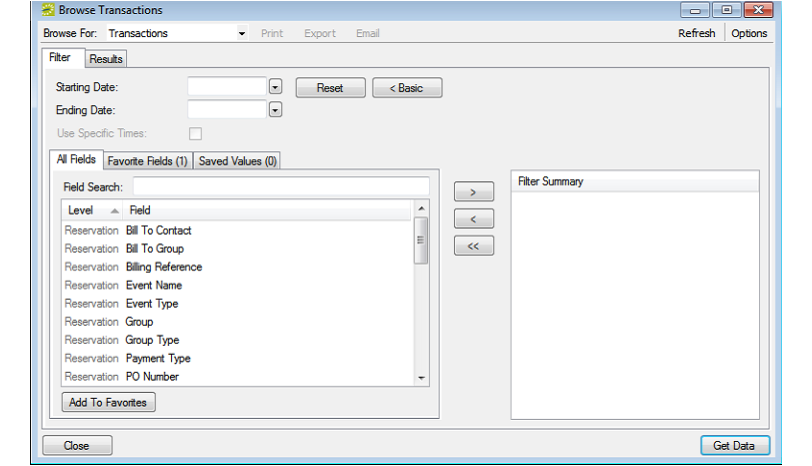 Browse Transactions
Browse For: Transactions Print Export Email Refresh Options
Filter Results
Starting Date: Reset < Basic
Ending Date:
Use Specific Times:
All Fields Favorite Fields (1) Saved Values (0)
Field Search:
Filter Summary
Level Field
Reservation Bill To Contact
Reservation Bill To Group
Reservation Billing Reference
Reservation Event Name
Reservation Event Type
Reservation Group
Reservation Group Type
Reservation Payment Type
Reservation PO Number
>
<
<<
Add To Favorites
Close Get Data